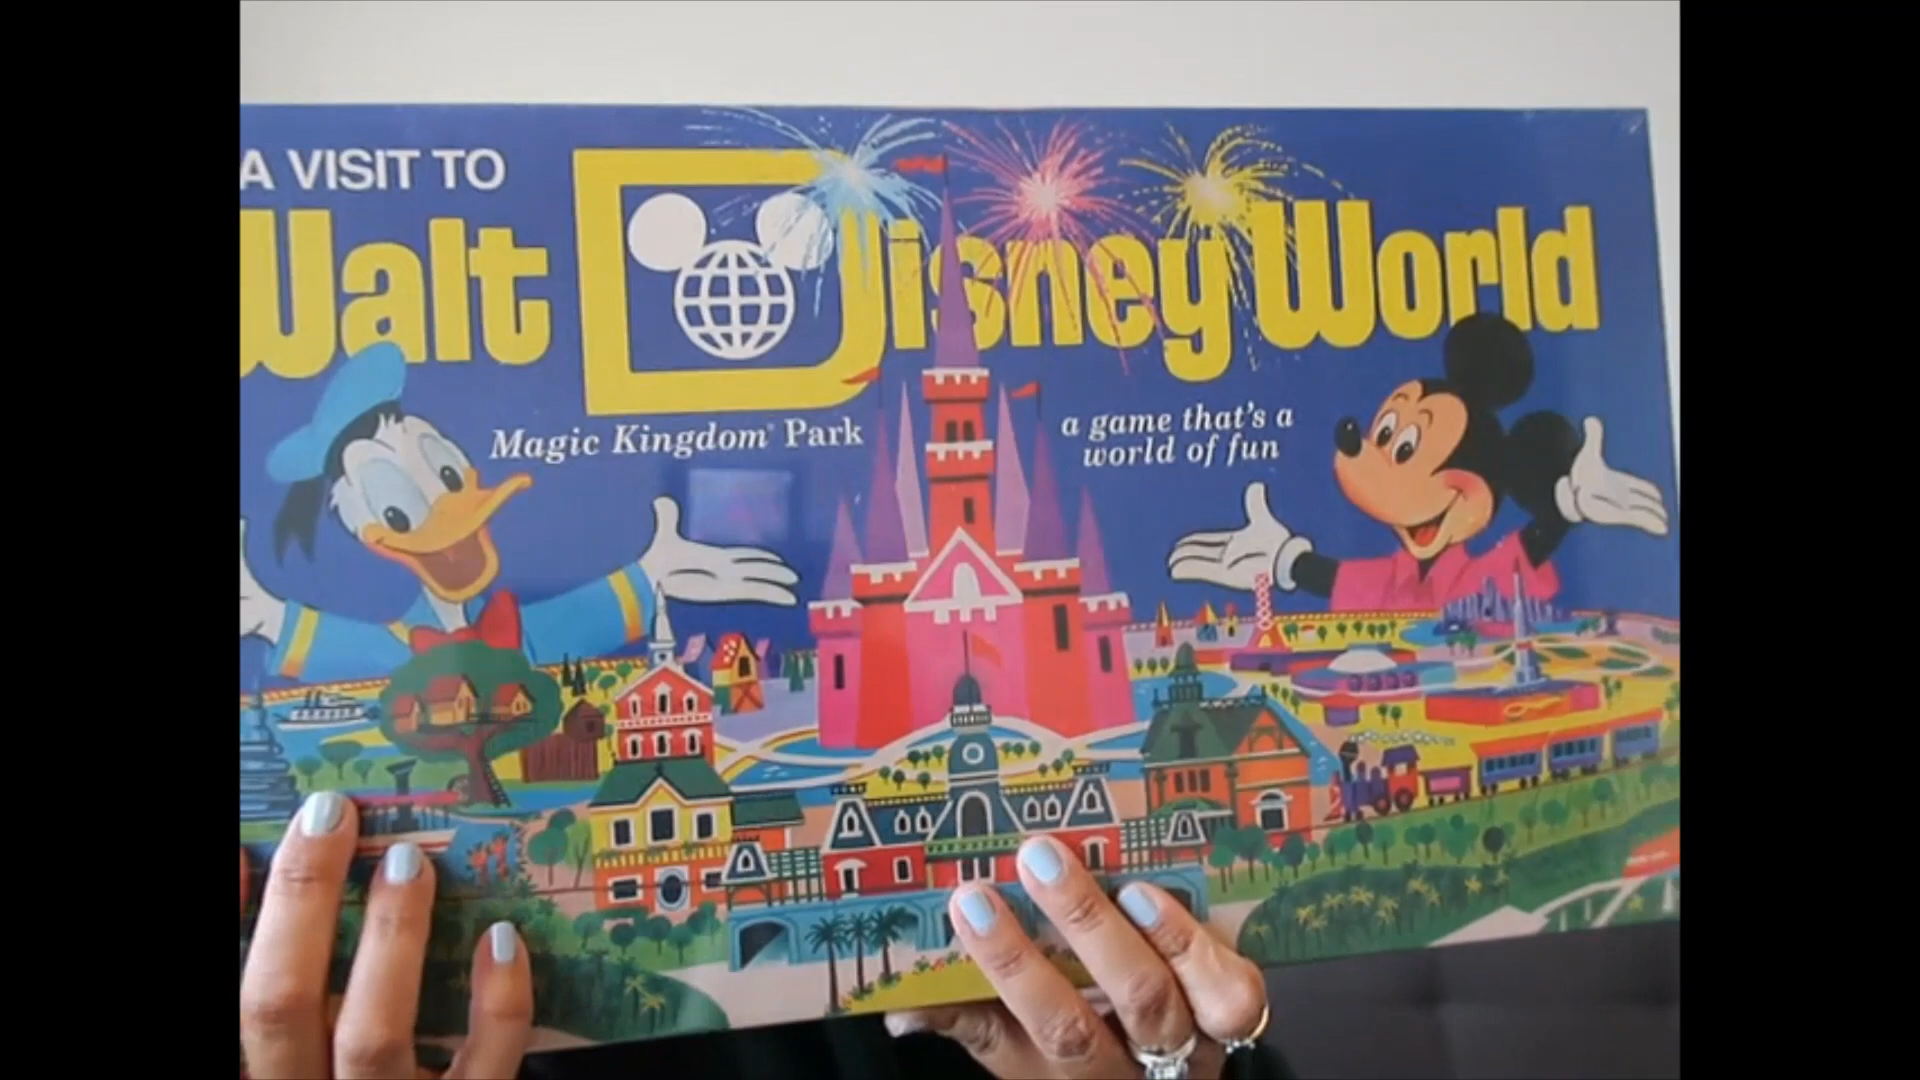 A VISIT TO
Walt Disney World
Magic Kingdom® Park
a game that's a
world of fun